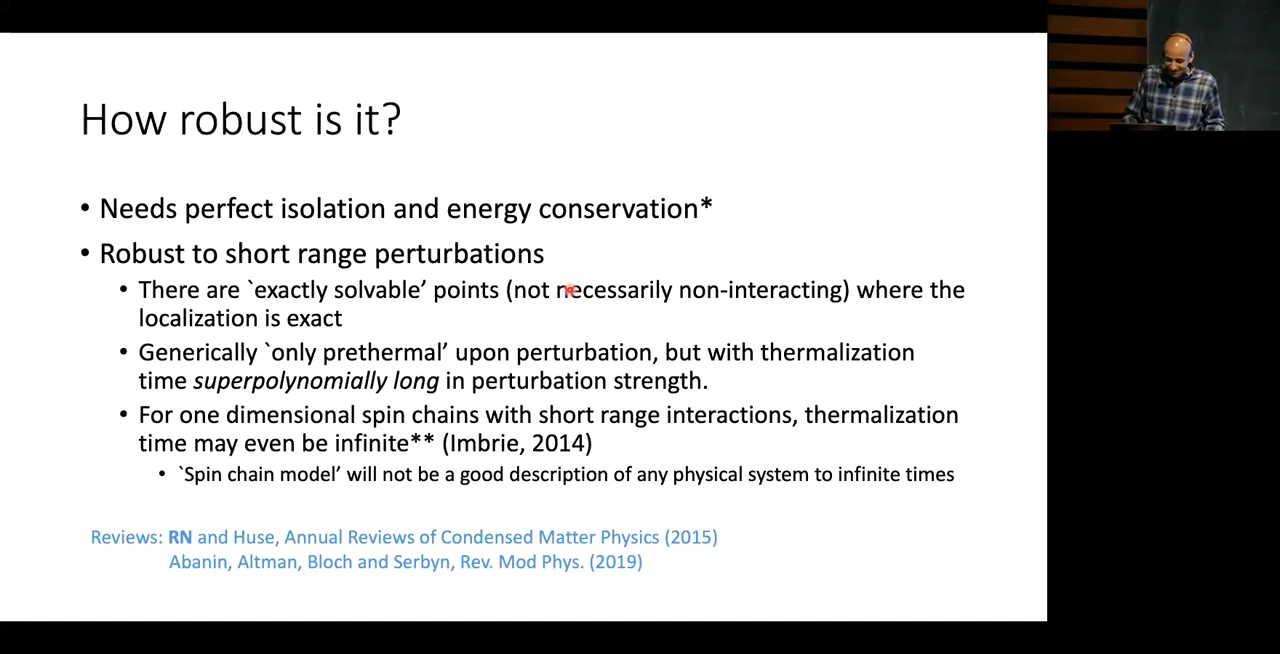 How robust is it?
• Needs perfect isolation and energy conservation*
• Robust to short range perturbations
• There are `exactly solvable’ points (not necessarily non-interacting) where the
localization is exact
• Generically `only prethermal’ upon perturbation, but with thermalization
time superpolynomially long in perturbation strength.
• For one dimensional spin chains with short range interactions, thermalization
time may even be infinite** (Imbrie, 2014)
• `Spin chain model’ will not be a good description of any physical system to infinite times
Reviews: RN and Huse, Annual Reviews of Condensed Matter Physics (2015)
Abanin, Altman, Bloch and Serbyn, Rev. Mod Phys. (2019)